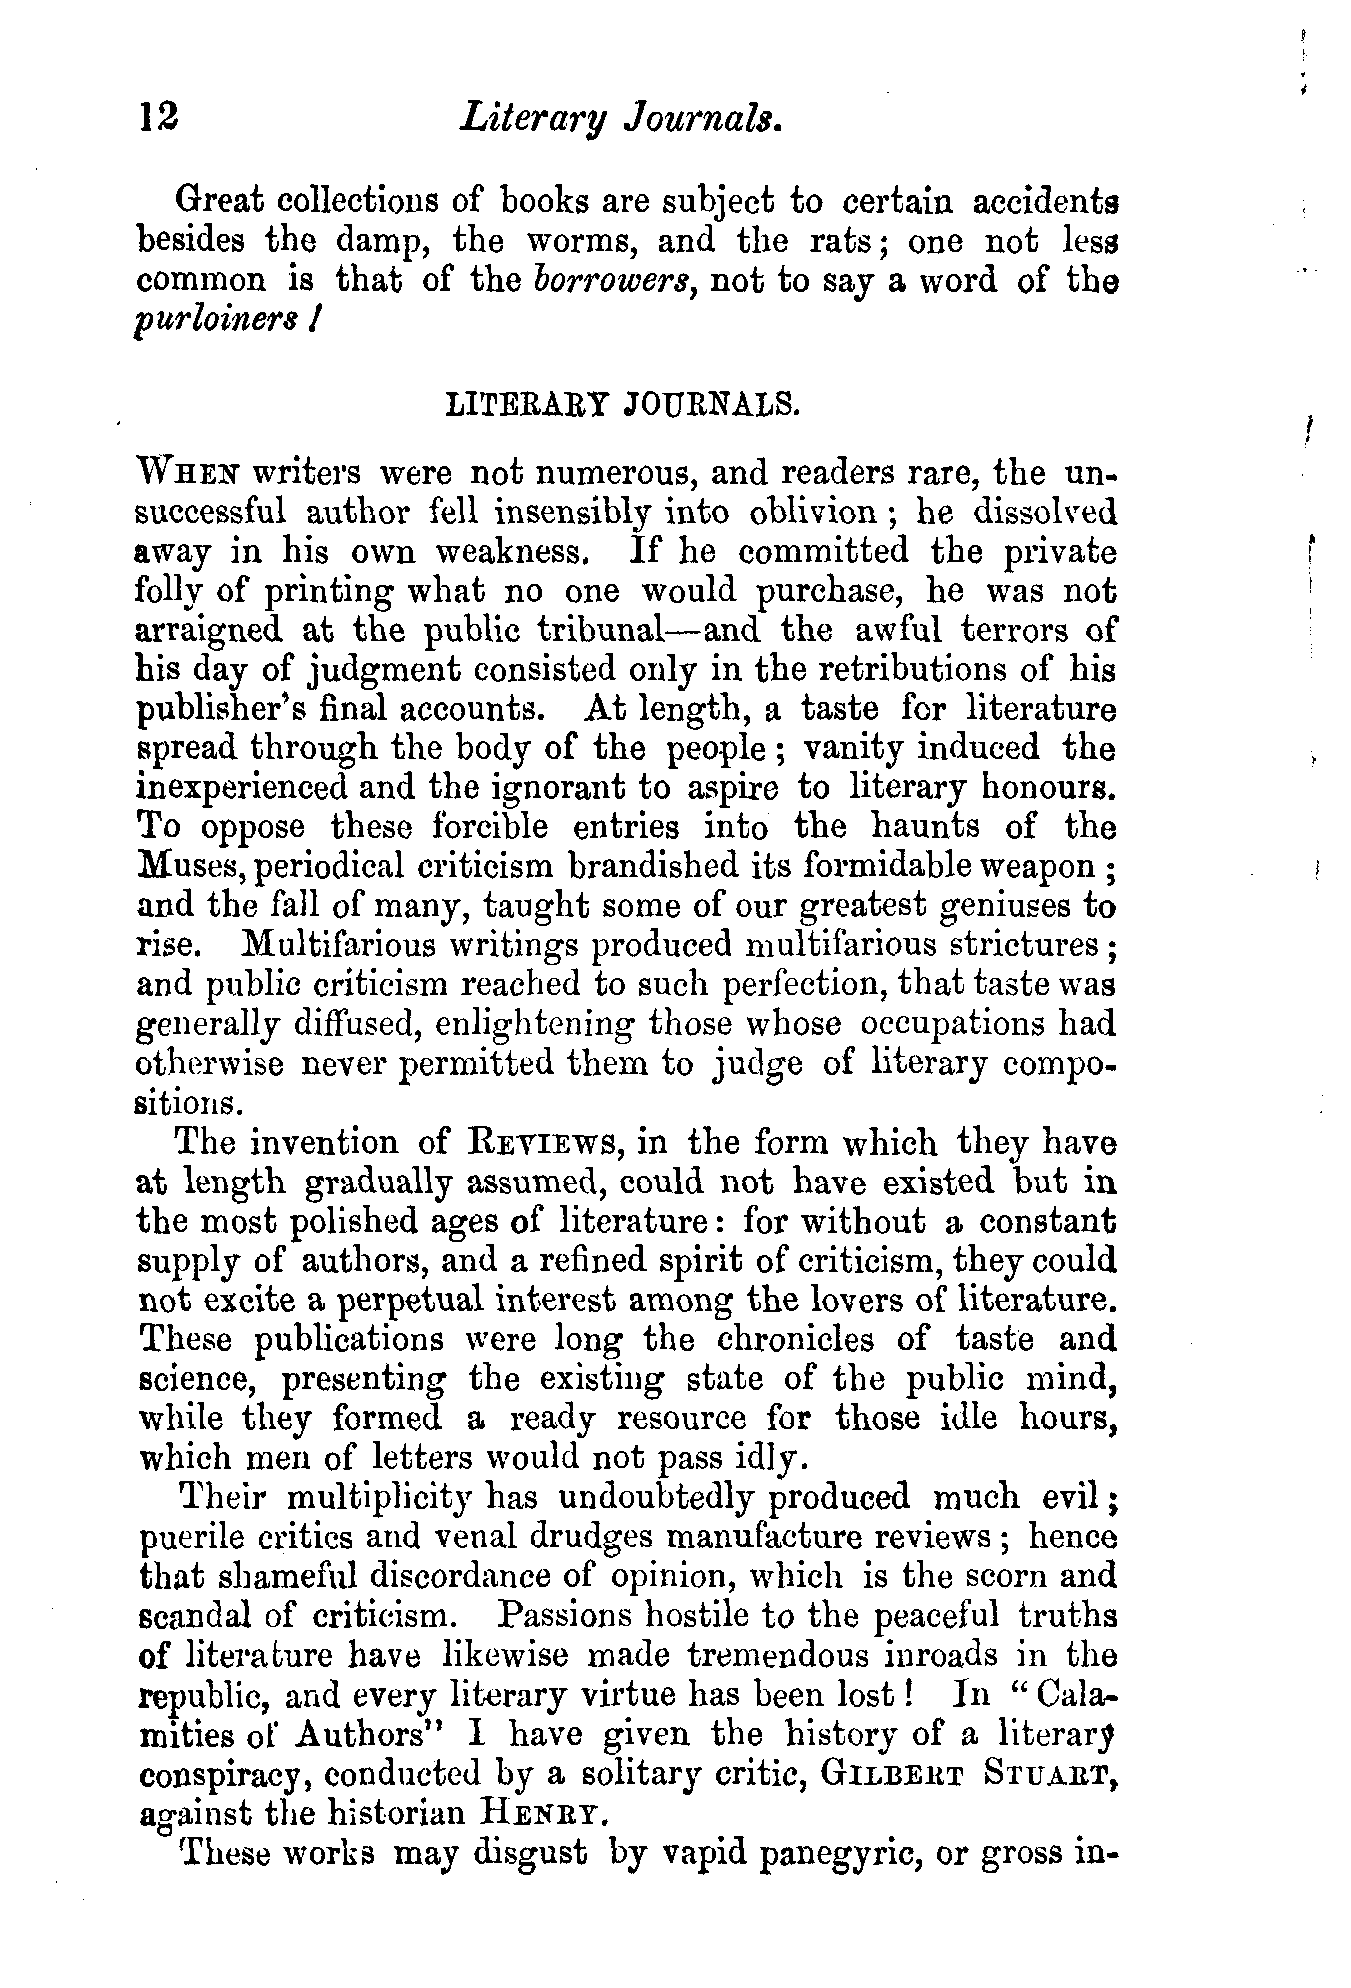 12 Literary Journals.
Great collections of books are subject to certain accidents
besides the damp, the worms, and the rats; one not less
common is that of the borrowers, not to say a word of the
purloiners!
LITERARY JOURNALS.
WHEN writers were not numerous, and readers rare, the un-
successful author fell insensibly into oblivion; he dissolved
away in his own weakness. If he committed the private
folly of printing what no one would purchase, he was not
arraigned at the public tribunal—and the awful terrors of
his day of judgment consisted only in the retributions of his
publisher's final accounts. At length, a taste for literature
spread through the body of the people; vanity induced the
inexperienced and the ignorant to aspire to literary honours.
To oppose these forcible entries into the haunts of the
Muses, periodical criticism brandished its formidable weapon;
and the fall of many, taught some of our greatest geniuses to
rise. Multifarious writings produced multifarious strictures;
and public criticism reached to such perfection, that taste was
generally diffused, enlightening those whose occupations had
otherwise never permitted them to judge of literary compo-
sitions.
The invention of REVIEWS, in the form which they have
at length gradually assumed, could not have existed but in
the most polished ages of literature: for without a constant
supply of authors, and a refined spirit of criticism, they could
not excite a perpetual interest among the lovers of literature.
These publications were long the chronicles of taste and
science, presenting the existing state of the public mind,
while they formed a ready resource for those idle hours,
which men of letters would not pass idly.
Their multiplicity has undoubtedly produced much evil;
puerile critics and venal drudges manufacture reviews; hence
that shameful discordance of opinion, which is the scorn and
scandal of criticism. Passions hostile to the peaceful truths
of literature have likewise made tremendous inroads in the
republic, and every literary virtue has been lost! In "Cala-
mities of Authors" I have given the history of a literary
conspiracy, conducted by a solitary critic, GILBERT STUART,
against the historian HENRY.
These works may disgust by vapid panegyric, or gross in-